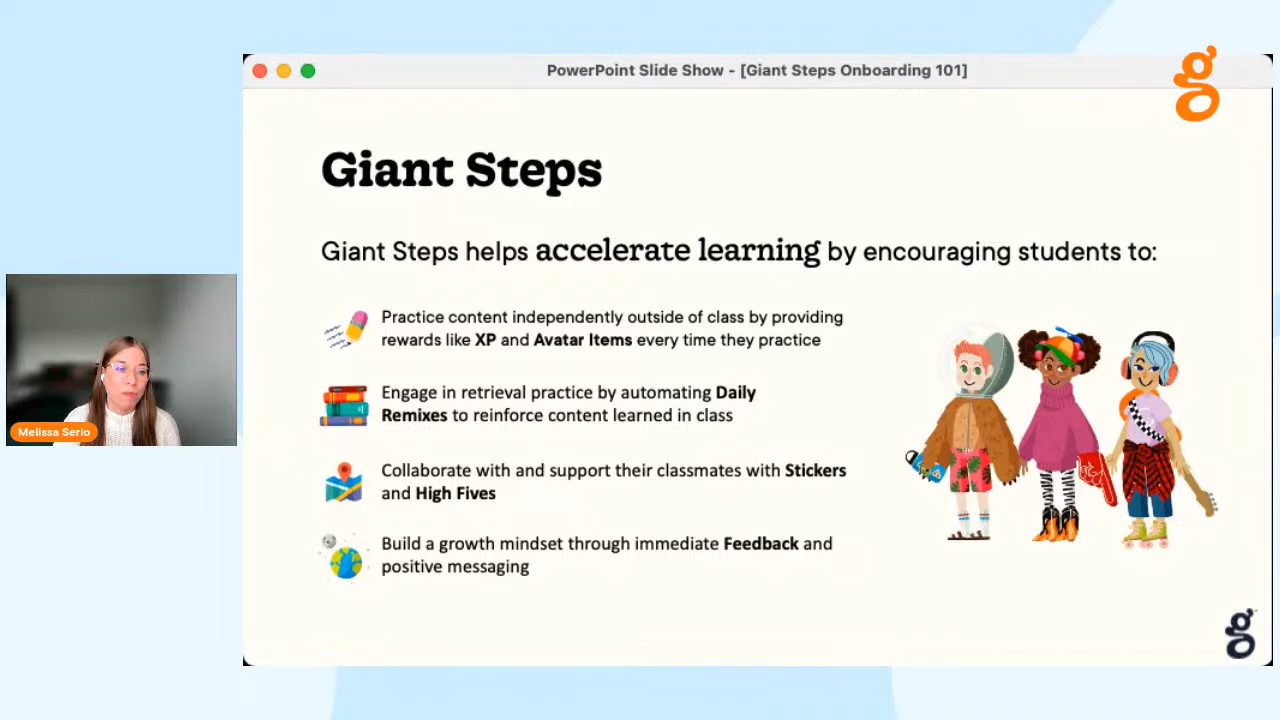 PowerPoint Slide Show - [Giant Steps Onboarding 101]
g
Giant Steps
Giant Steps helps accelerate learning by encouraging students to:
Practice content independently outside of class by providing
rewards like XP and Avatar Items every time they practice
Engage in retrieval practice by automating Daily
Remixes to reinforce content learned in class
Collaborate with and support their classmates with Stickers
and High Fives
Build a growth mindset through immediate Feedback and
positive messaging
Melissa Serio
g